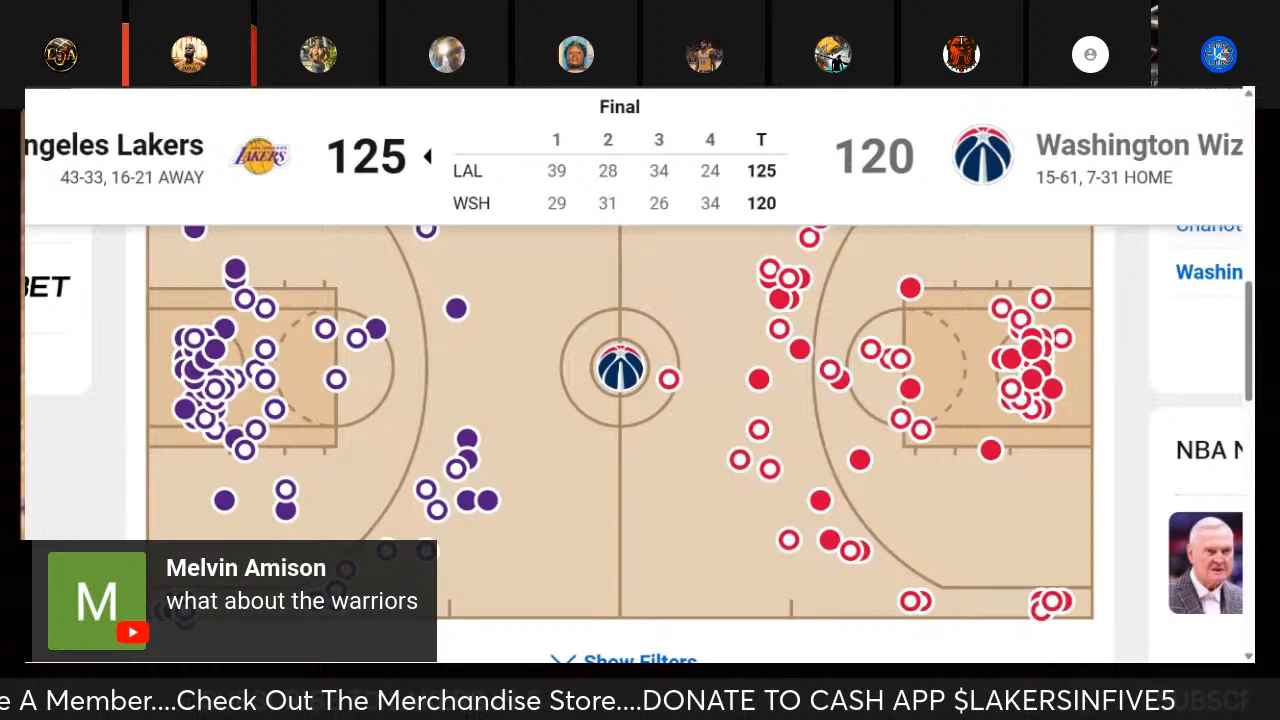 Final
1 2 3 4 T
LAL 39 28 34 24 125
WSH 29 31 26 34 120
ngeles Lakers
43-33, 16-21 AWAY
LAKERS
125
120
Washington Wiz
15-61, 7-31 HOME
BET
Washin
NBA N
Melvin Amison
M
what about the warriors
Show Filters
e A Member....Check Out The Merchandise Store....DONATE TO CASH APP $LAKERSINFIVE5